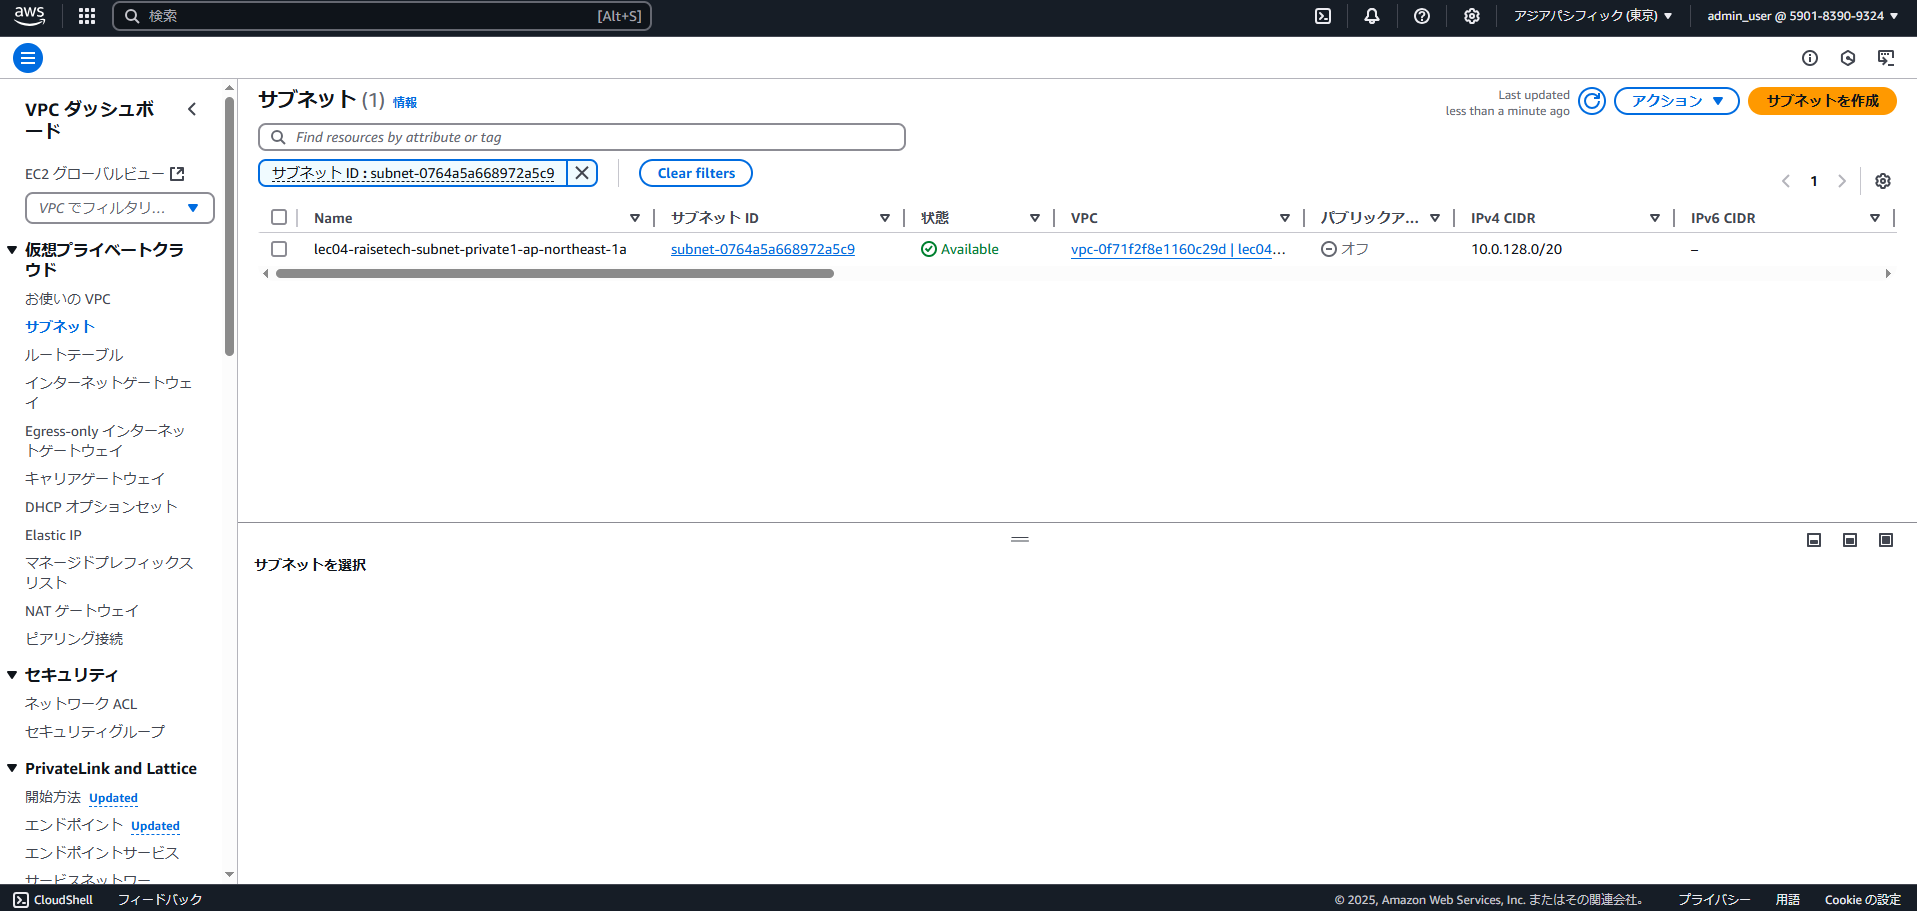 aws
検索
[Alt+S]
アジアパシフィック (東京)
admin_user @ 5901-8390-9324
VPC ダッシュボ
ード
EC2 グローバルビュー
VPC でフィルタリ...
仮想プライベートクラ
ウド
お使いの VPC
サブネット
ルートテーブル
インターネットゲートウェ
イ
Egress-only インターネッ
トゲートウェイ
キャリアゲートウェイ
DHCP オプションセット
Elastic IP
マネージドプレフィックス
リスト
NAT ゲートウェイ
ピアリング接続
セキュリティ
ネットワーク ACL
セキュリティグループ
PrivateLink and Lattice
開始方法 Updated
エンドポイント Updated
エンドポイントサービス
サービスネットワー
サブネット (1) 情報
Last updated
less than a minute ago
アクション
サブネットを作成
Find resources by attribute or tag
サブネット ID : subnet-0764a5a668972a5c9
Clear filters
1
Name サブネット ID 状態 VPC パブリックア... IPv4 CIDR IPv6 CIDR
lec04-raisetech-subnet-private1-ap-northeast-1a subnet-0764a5a668972a5c9 Available vpc-0f71f2f8e1160c29d | lec04... オフ 10.0.128.0/20 –
サブネットを選択
CloudShell
フィードバック
© 2025, Amazon Web Services, Inc. またはその関連会社。
プライバシー
用語
Cookie の設定